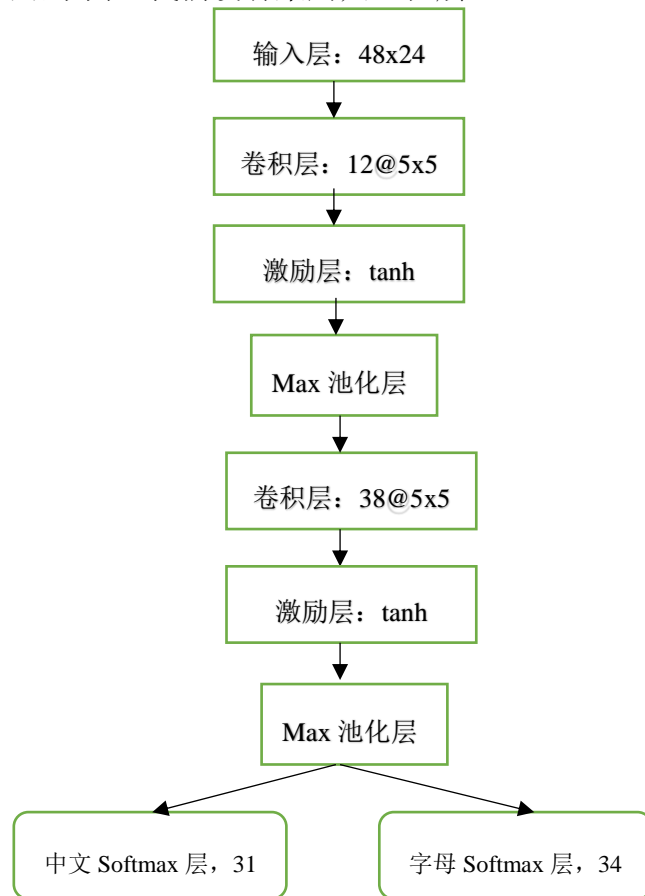 输入层：48x24
卷积层：12@5x5
激励层：tanh
Max 池化层
卷积层：38@5x5
激励层：tanh
Max 池化层
中文 Softmax 层，31
字母 Softmax 层，34